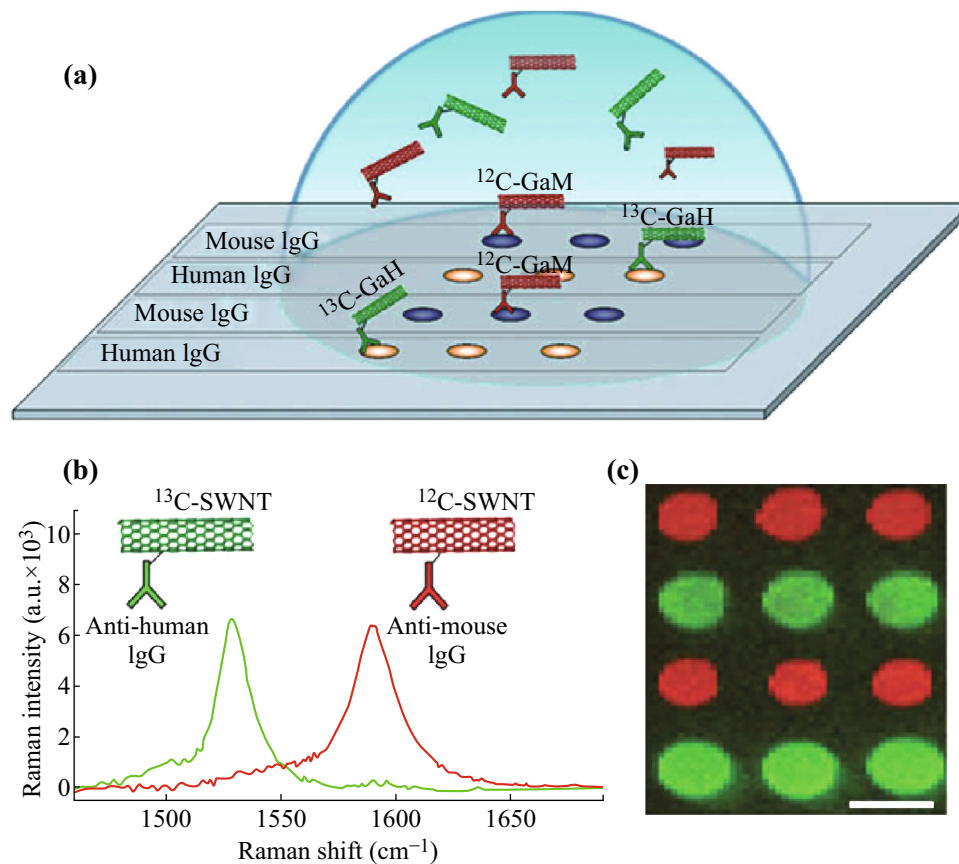 (a)
¹²C-GaM
¹³C-GaH
Mouse lgG
¹²C-GaM
Human lgG
¹³C-GaH
Mouse lgG
Human lgG
(b)
(c)
¹³C-SWNT
¹²C-SWNT
Anti-human
lgG
Anti-mouse
lgG
Raman intensity (a.u.×10³)
10
8
6
4
2
0
1500
1550
1600
1650
Raman shift (cm⁻¹)